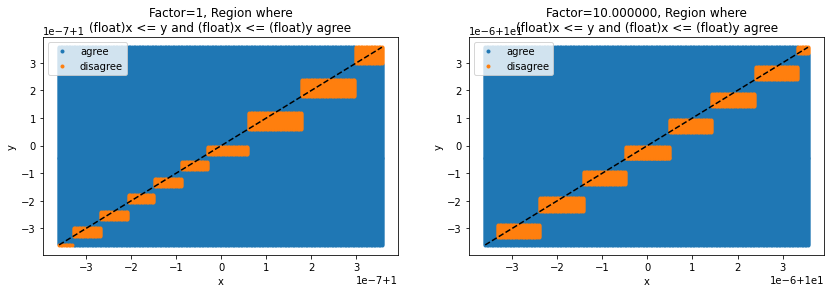 Factor=1, Region where
(float)x <= y and (float)x <= (float)y agree
1e-7+1
agree
disagree
3
2
1
0
−1
−2
−3
y
−3
−2
−1
0
1
2
3
x
1e-7+1
Factor=10.000000, Region where
(float)x <= y and (float)x <= (float)y agree
1e-6+1e1
agree
disagree
3
2
1
0
−1
−2
−3
y
−3
−2
−1
0
1
2
3
x
1e-6+1e1